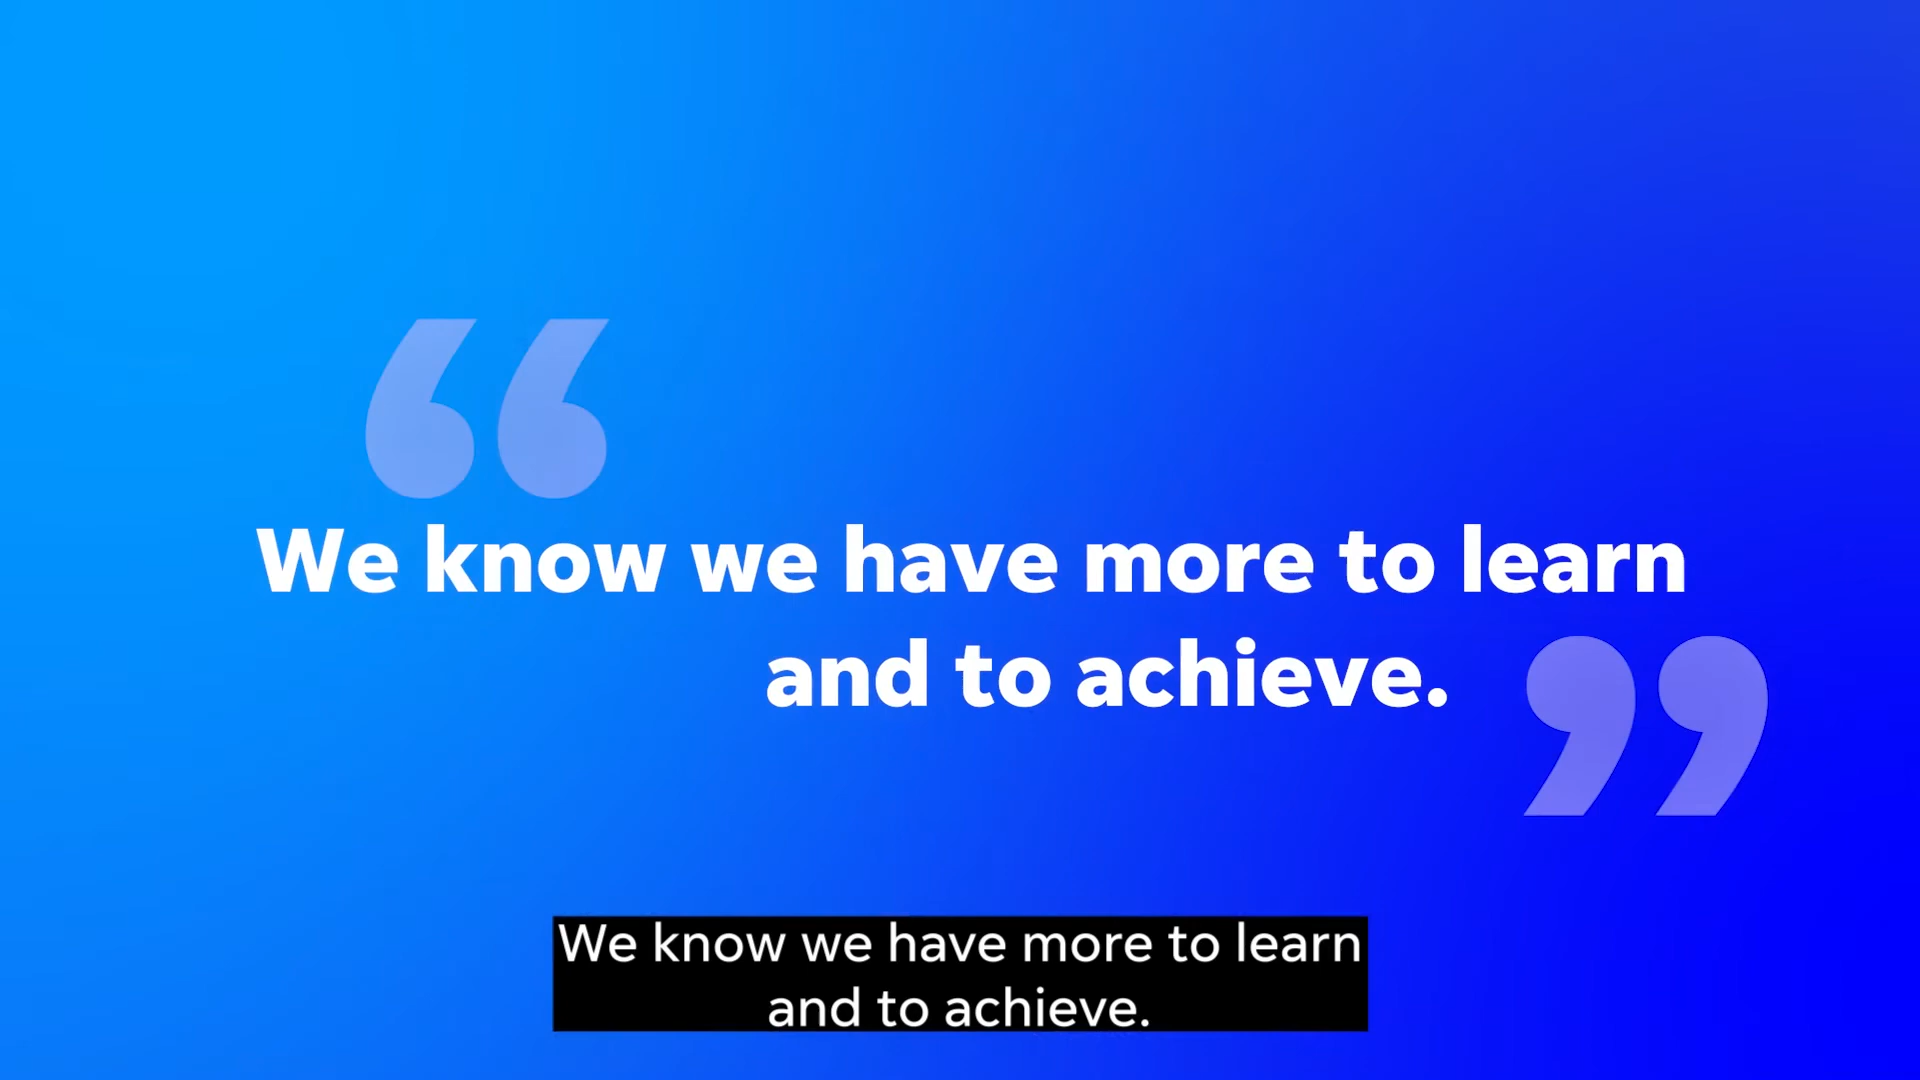 “We know we have more to learn
and to achieve.”
We know we have more to learn
and to achieve.